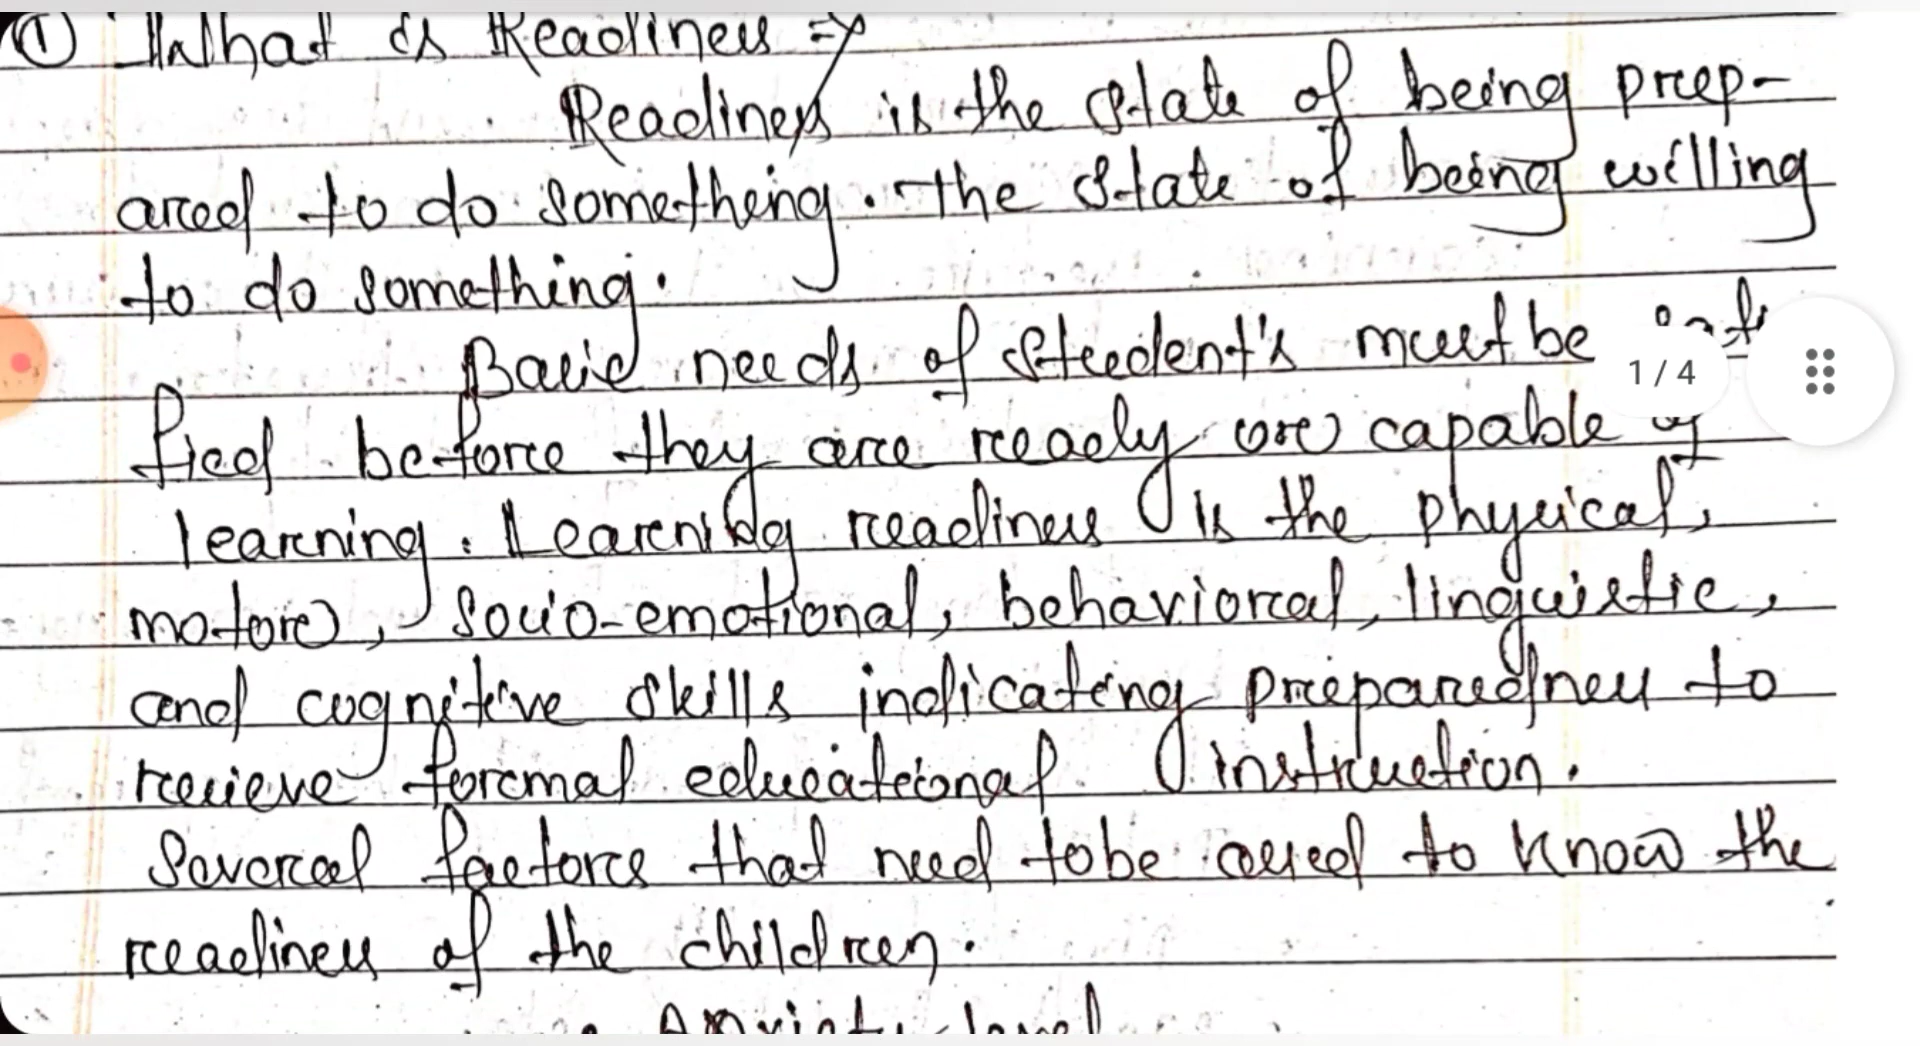 ① What is Readiness ⇒
Readiness is the state of being prep-
ared to do something. The state of being willing
to do something.
Basic needs of student's must be
fied before they are ready or capable of
learning. Learning readiness is the physical,
motor, socio-emotional, behavioral, linguistic,
and cognitive skills indicating preparedness to
recieve formal educational instruction.
Several factors that need tobe used to know the
readiness of the children.
Anxiety level
1 / 4